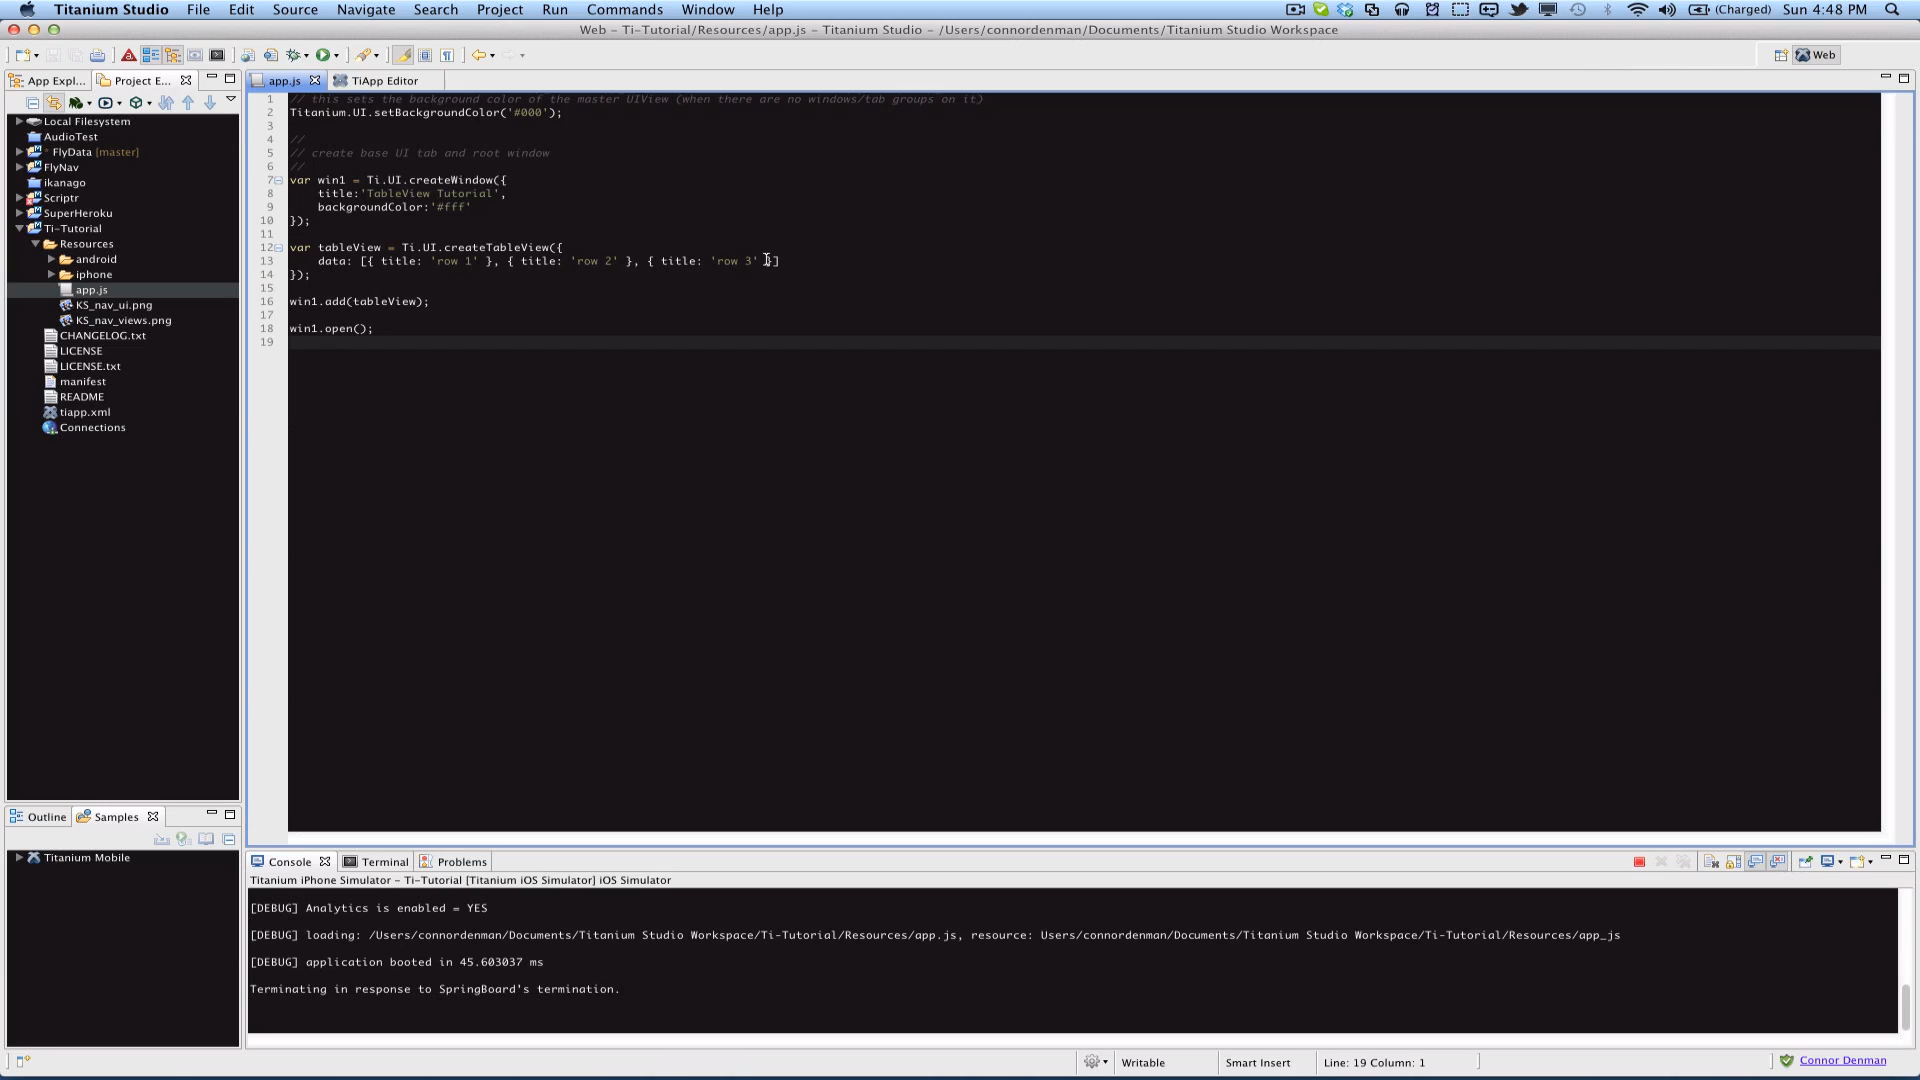 Titanium Studio File Edit Source Navigate Search Project Run Commands Window Help (Charged) Sun 4:48 PM
Web – Ti-Tutorial/Resources/app.js – Titanium Studio – /Users/connordenman/Documents/Titanium Studio Workspace
Web
App Expl... Project E...
app.js TiApp Editor
Local Filesystem
AudioTest
* FlyData [master]
FlyNav
ikanago
Scriptr
SuperHeroku
Ti-Tutorial
Resources
android
iphone
app.js
KS_nav_ui.png
KS_nav_views.png
CHANGELOG.txt
LICENSE
LICENSE.txt
manifest
README
tiapp.xml
Connections
1 // this sets the background color of the master UIView (when there are no windows/tab groups on it)
2 Titanium.UI.setBackgroundColor('#000');
3
4 //
5 // create base UI tab and root window
6 //
7 var win1 = Ti.UI.createWindow({
8 title:'TableView Tutorial',
9 backgroundColor:'#fff'
10 });
11
12 var tableView = Ti.UI.createTableView({
13 data: [{ title: 'row 1' }, { title: 'row 2' }, { title: 'row 3' }]
14 });
15
16 win1.add(tableView);
17
18 win1.open();
19
Outline Samples
Titanium Mobile
Console Terminal Problems
Titanium iPhone Simulator – Ti-Tutorial [Titanium iOS Simulator] iOS Simulator
[DEBUG] Analytics is enabled = YES
[DEBUG] loading: /Users/connordenman/Documents/Titanium Studio Workspace/Ti-Tutorial/Resources/app.js, resource: Users/connordenman/Documents/Titanium Studio Workspace/Ti-Tutorial/Resources/app_js
[DEBUG] application booted in 45.603037 ms
Terminating in response to SpringBoard's termination.
Writable Smart Insert Line: 19 Column: 1 Connor Denman